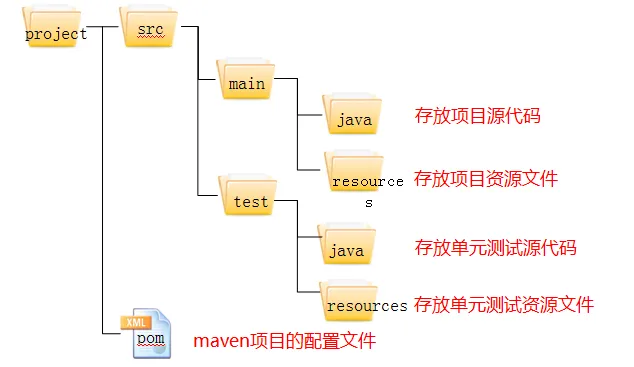 project
src
main
java 存放项目源代码
resource
s
存放项目资源文件
test
java 存放单元测试源代码
resources 存放单元测试资源文件
XML
pom
maven项目的配置文件